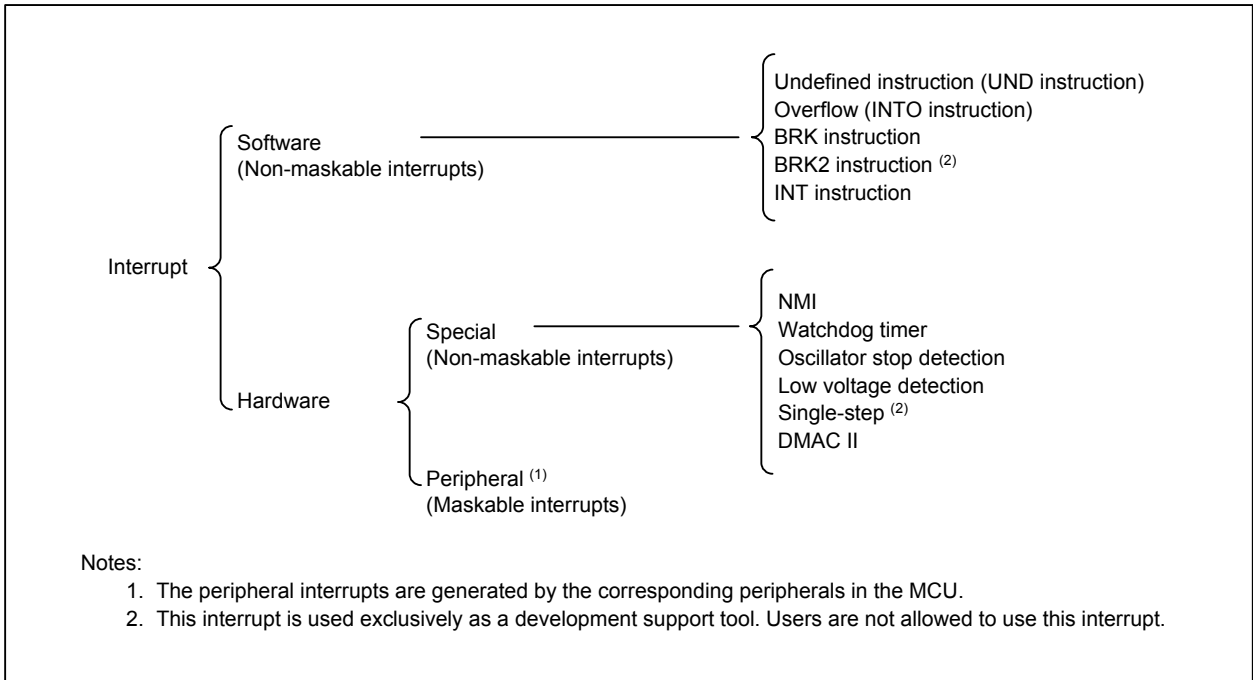 Interrupt
Software
(Non-maskable interrupts)
Undefined instruction (UND instruction)
Overflow (INTO instruction)
BRK instruction
BRK2 instruction (2)
INT instruction
Hardware
Special
(Non-maskable interrupts)
NMI
Watchdog timer
Oscillator stop detection
Low voltage detection
Single-step (2)
DMAC II
Peripheral (1)
(Maskable interrupts)
Notes:
1. The peripheral interrupts are generated by the corresponding peripherals in the MCU.
2. This interrupt is used exclusively as a development support tool. Users are not allowed to use this interrupt.